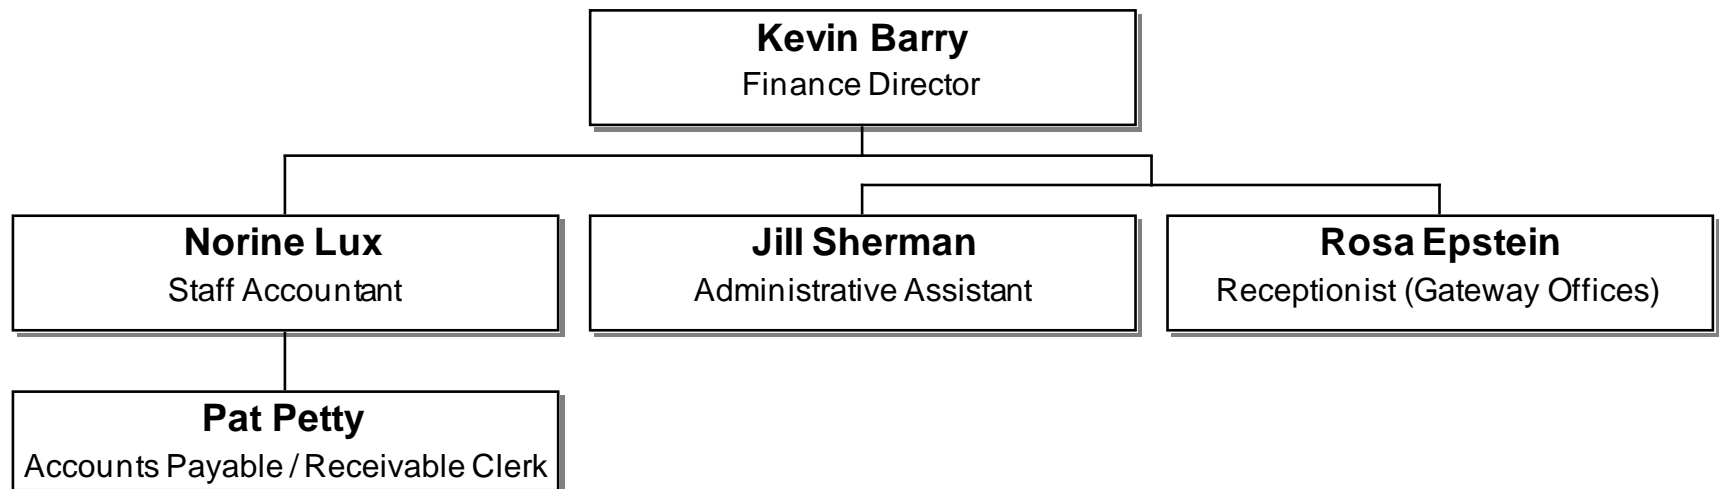 Kevin Barry
Finance Director
Norine Lux
Staff Accountant
Jill Sherman
Administrative Assistant
Rosa Epstein
Receptionist (Gateway Offices)
Pat Petty
Accounts Payable / Receivable Clerk